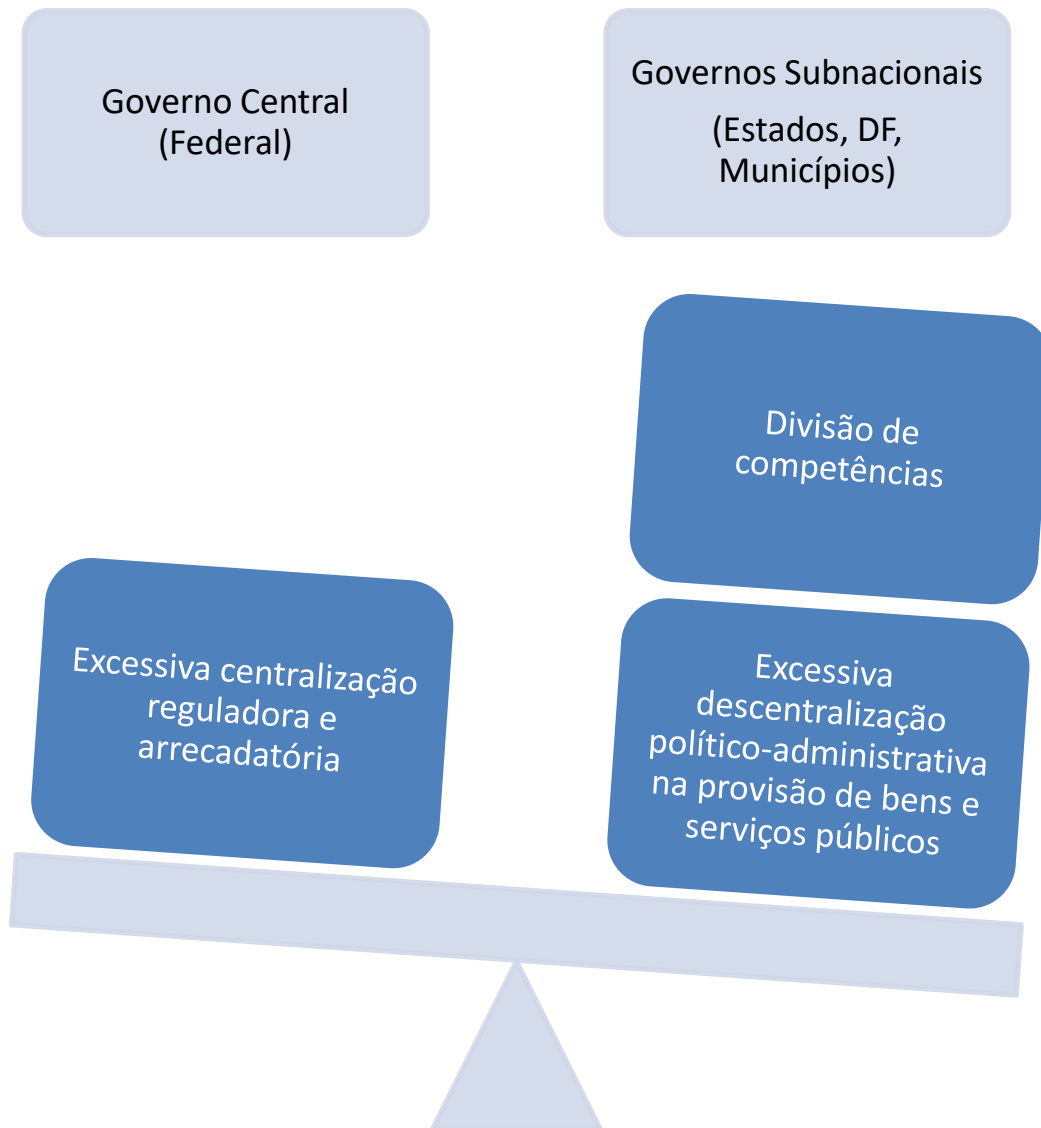 Governo Central
(Federal)
Governos Subnacionais
(Estados, DF,
Municípios)
Divisão de
competências
Excessiva centralização
reguladora e
arrecadatória
Excessiva
descentralização
político-administrativa
na provisão de bens e
serviços públicos